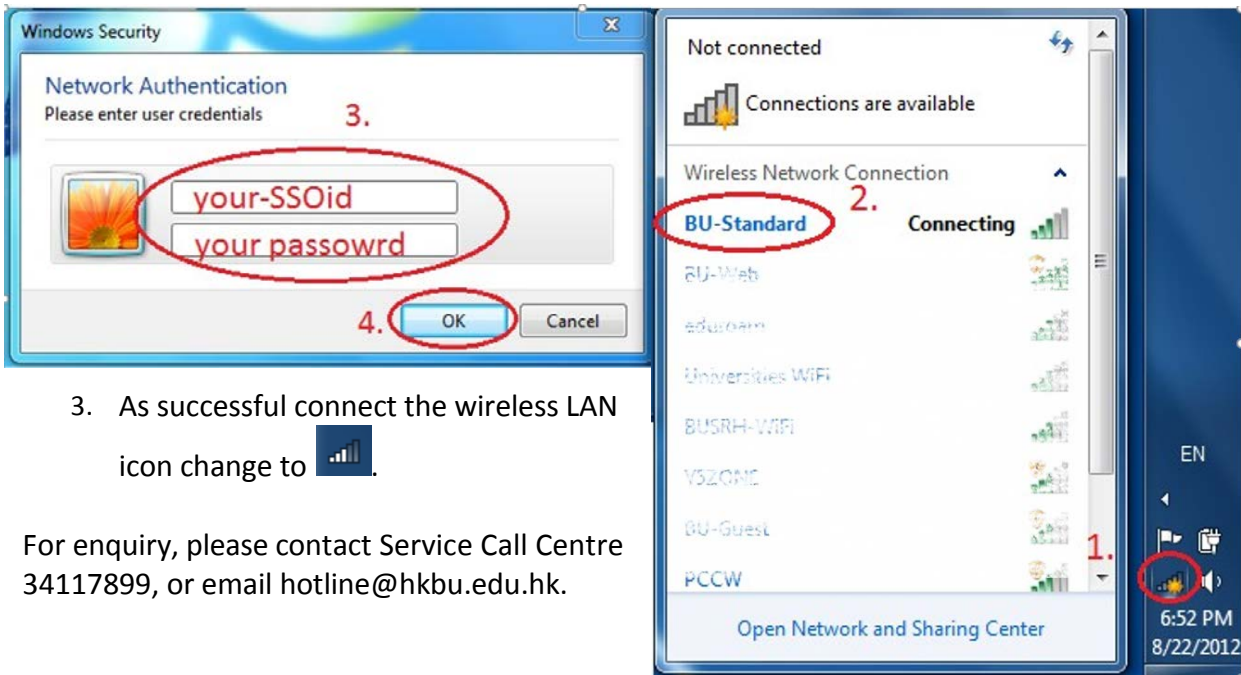 Windows Security
Network Authentication
Please enter user credentials
3.
your-SSOid
your passowrd
4.
OK
Cancel
3. As successful connect the wireless LAN
icon change to .
For enquiry, please contact Service Call Centre
34117899, or email hotline@hkbu.edu.hk.
Not connected
Connections are available
Wireless Network Connection
2.
BU-Standard Connecting
BU-Web
eduroam
Universities WiFi
BUSRH-WiFi
Y5ZONE
BU-Guest
PCCW
Open Network and Sharing Center
EN
1.
6:52 PM
8/22/2012